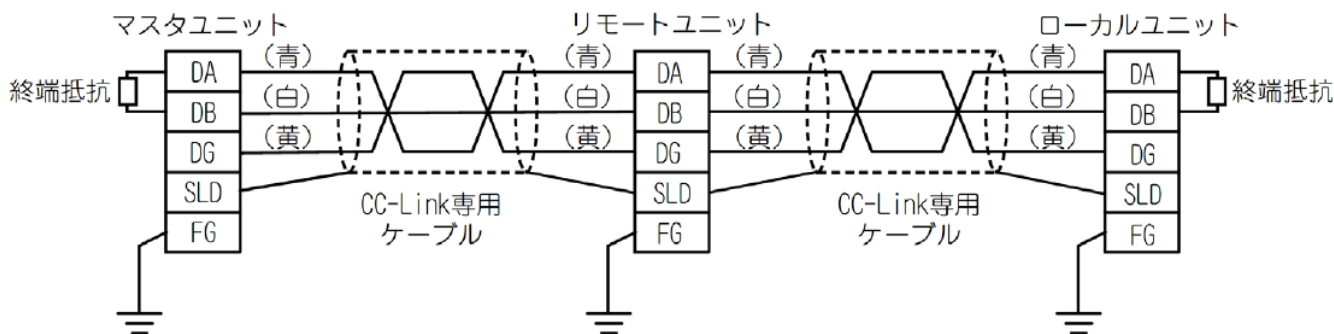 マスタユニット
リモートユニット
ローカルユニット
終端抵抗
DA
DB
DG
SLD
FG
(青)
(白)
(黄)
CC-Link専用
ケーブル
(青)
(白)
(黄)
DA
DB
DG
SLD
FG
(青)
(白)
(黄)
CC-Link専用
ケーブル
(青)
(白)
(黄)
DA
DB
DG
SLD
FG
終端抵抗